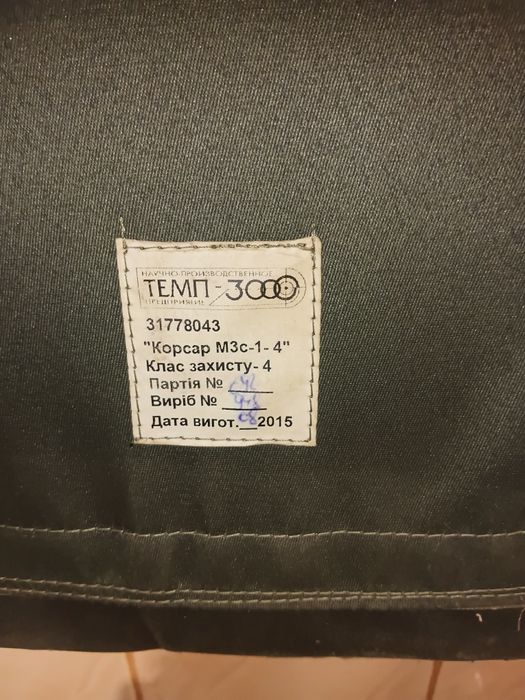 НАУЧНО-ПРОИЗВОДСТВЕННОЕ
ТЕМП-3000
ПРЕДПРИЯТИЕ
31778043
"Корсар М3с-1- 4"
Клас захисту- 4
Партія №
Виріб №
Дата вигот. 08 2015